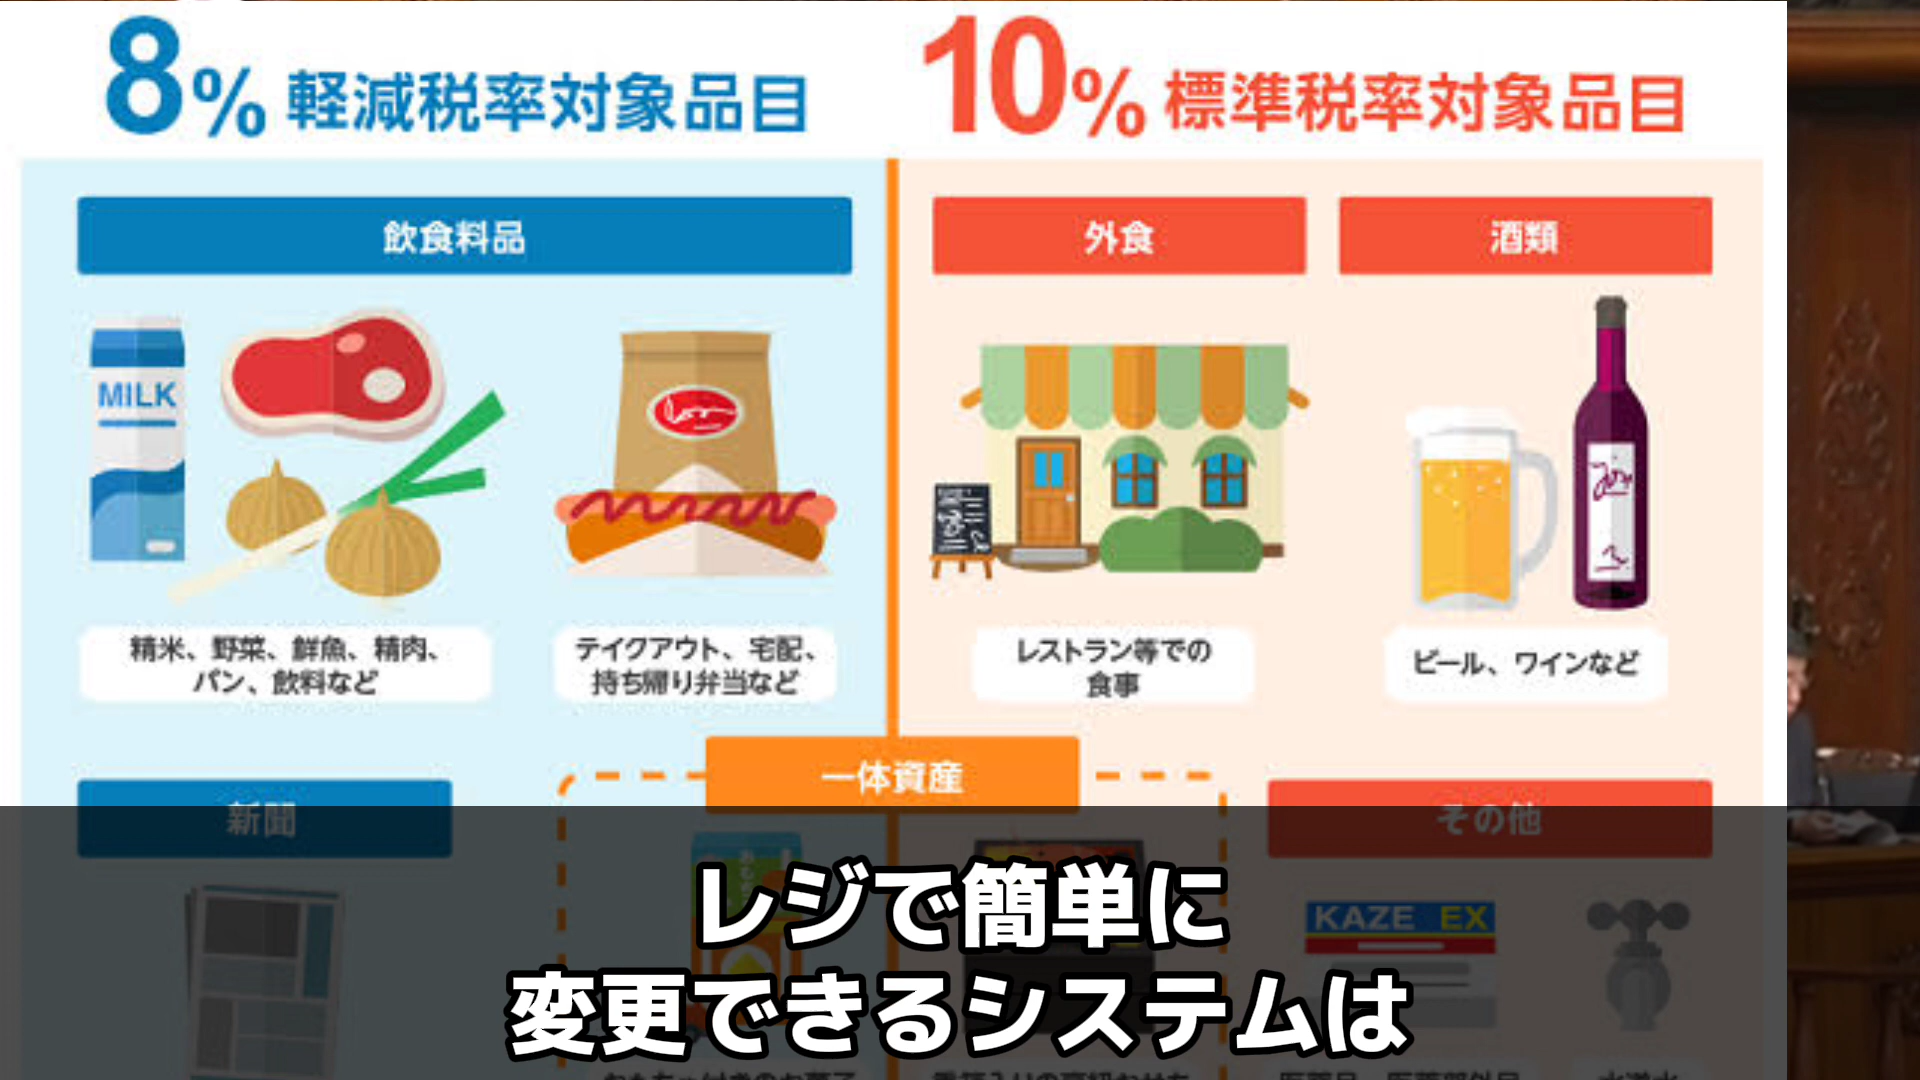 8% 軽減税率対象品目
10% 標準税率対象品目
飲食料品
外食
酒類
MILK
精米、野菜、鮮魚、精肉、
パン、飲料など
テイクアウト、宅配、
持ち帰り弁当など
レストラン等での
食事
ビール、ワインなど
一体資産
新聞
その他
KAZE EX
レジで簡単に
変更できるシステムは